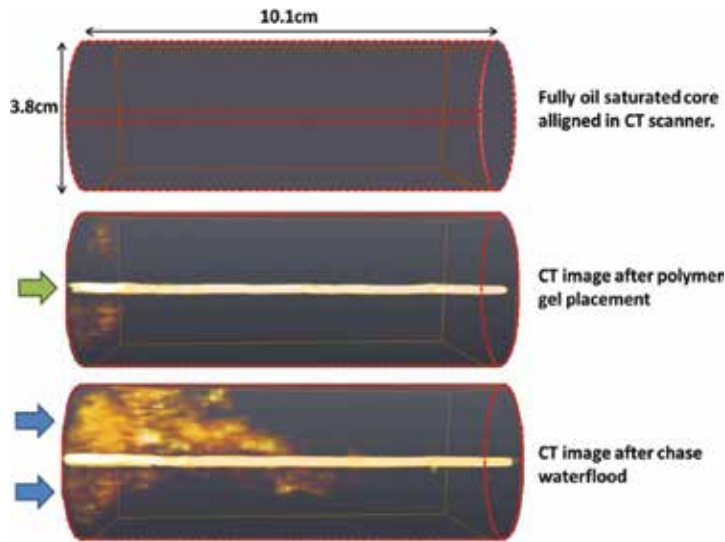 10.1cm
3.8cm
Fully oil saturated core
alligned in CT scanner.
CT image after polymer
gel placement
CT image after chase
waterflood